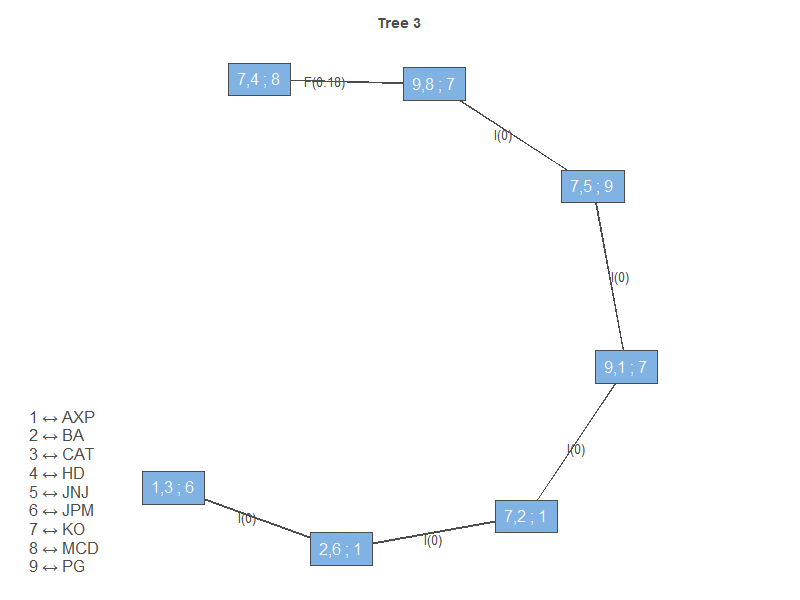 Tree 3
7,4 ; 8
F(0.18)
9,8 ; 7
I(0)
7,5 ; 9
I(0)
9,1 ; 7
I(0)
7,2 ; 1
I(0)
2,6 ; 1
I(0)
1,3 ; 6
1 ↔ AXP
2 ↔ BA
3 ↔ CAT
4 ↔ HD
5 ↔ JNJ
6 ↔ JPM
7 ↔ KO
8 ↔ MCD
9 ↔ PG